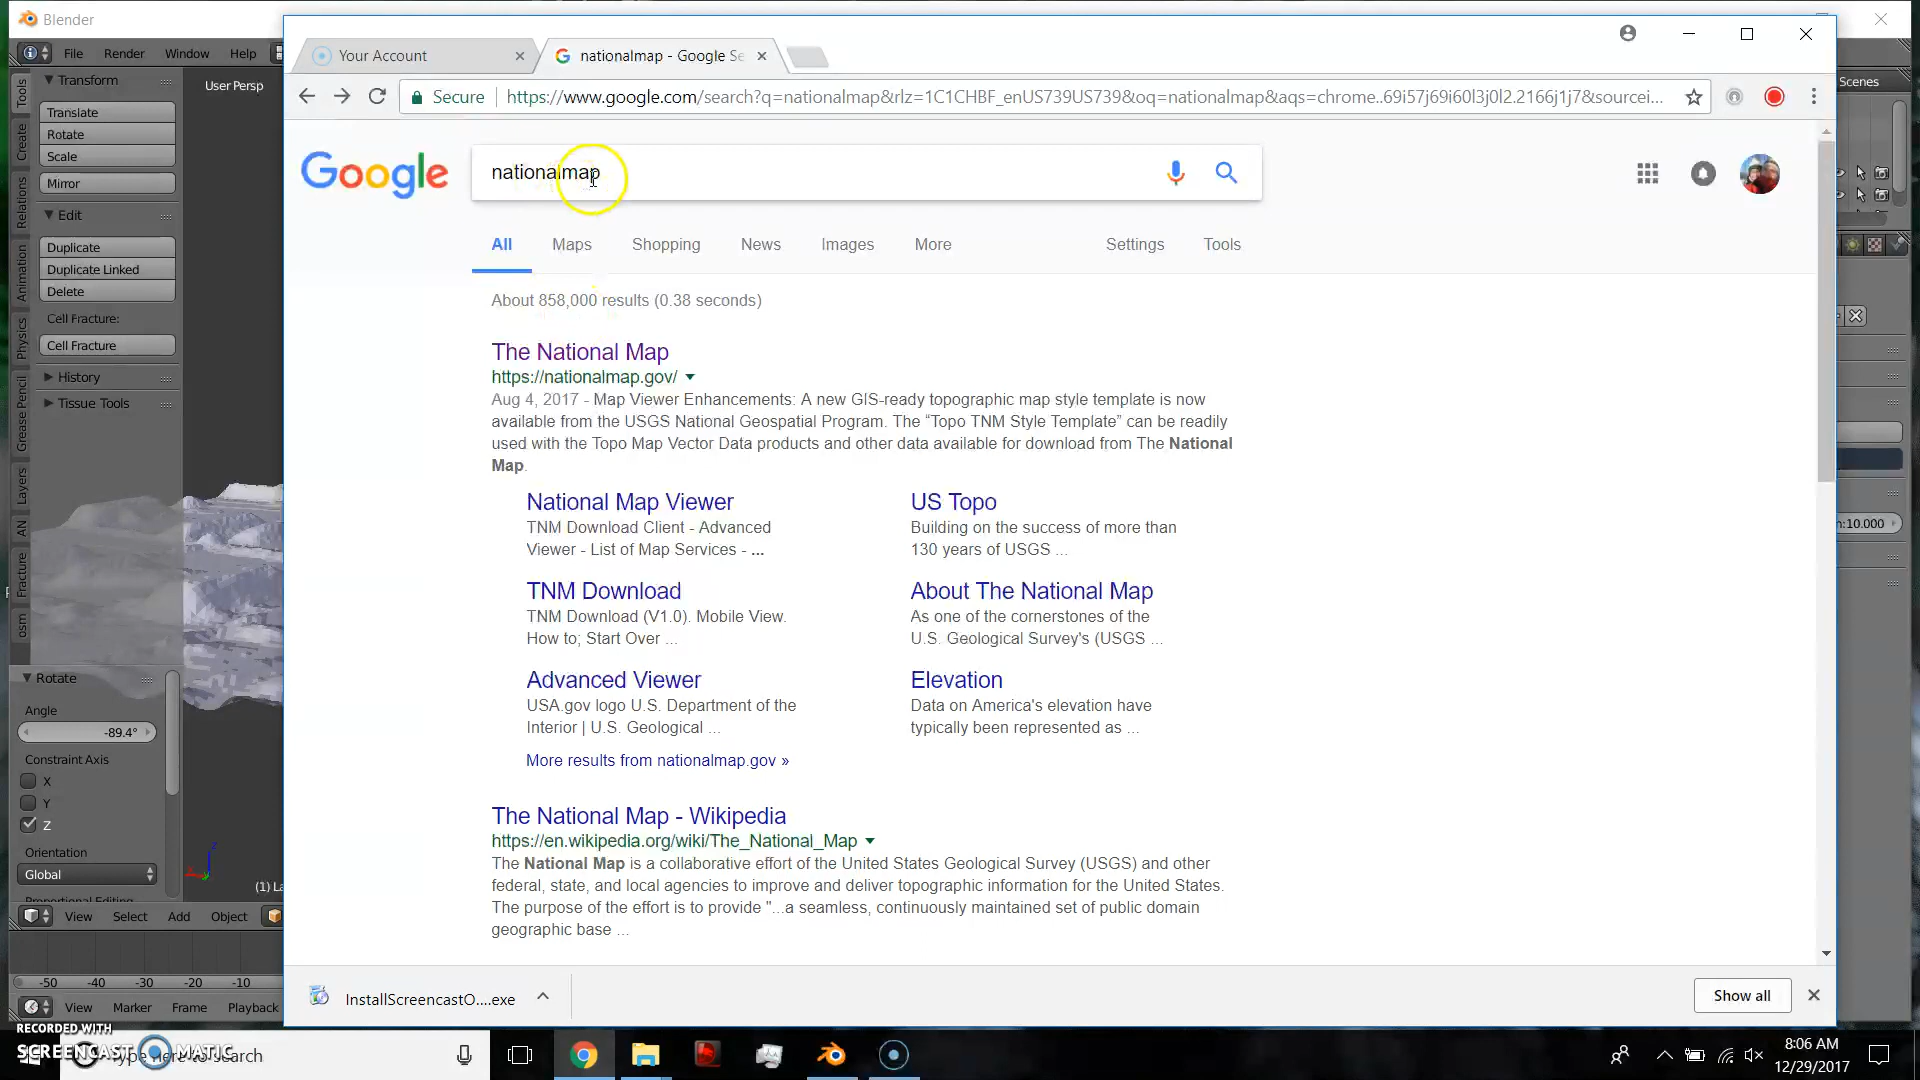 Blender
File Render Window Help
Transform
User Persp
Tools
Create
Relations
Animation
Physics
Grease Pencil
Layers
AN
Fracture
osm
Translate
Rotate
Scale
Mirror
Edit
Duplicate
Duplicate Linked
Delete
Cell Fracture:
Cell Fracture
History
Tissue Tools
Rotate
Angle
-89.4°
Constraint Axis
X
Y
Z
Orientation
Global
View Select Add Object
-50 -40 -30 -20 -10
View Marker Frame Playback
Your Account
nationalmap - Google Se
Secure https://www.google.com/search?q=nationalmap&rlz=1C1CHBF_enUS739US739&oq=nationalmap&aqs=chrome..69i57j69i60l3j0l2.2166j1j7&sourcei...
Scenes
Google
nationalmap
All Maps Shopping News Images More Settings Tools
About 858,000 results (0.38 seconds)
The National Map
https://nationalmap.gov/
Aug 4, 2017 - Map Viewer Enhancements: A new GIS-ready topographic map style template is now
available from the USGS National Geospatial Program. The “Topo TNM Style Template” can be readily
used with the Topo Map Vector Data products and other data available for download from The National
Map.
National Map Viewer
TNM Download Client - Advanced
Viewer - List of Map Services - ...
US Topo
Building on the success of more than
130 years of USGS ...
TNM Download
TNM Download (V1.0). Mobile View.
How to; Start Over ...
About The National Map
As one of the cornerstones of the
U.S. Geological Survey's (USGS ...
Advanced Viewer
USA.gov logo U.S. Department of the
Interior | U.S. Geological ...
Elevation
Data on America's elevation have
typically been represented as ...
More results from nationalmap.gov »
The National Map - Wikipedia
https://en.wikipedia.org/wiki/The_National_Map
The National Map is a collaborative effort of the United States Geological Survey (USGS) and other
federal, state, and local agencies to improve and deliver topographic information for the United States.
The purpose of the effort is to provide "...a seamless, continuously maintained set of public domain
geographic base ...
:10.000
InstallScreencastO....exe
Show all
RECORDED WITH
SCREENCAST MATIC
Type here to search
8:06 AM
12/29/2017